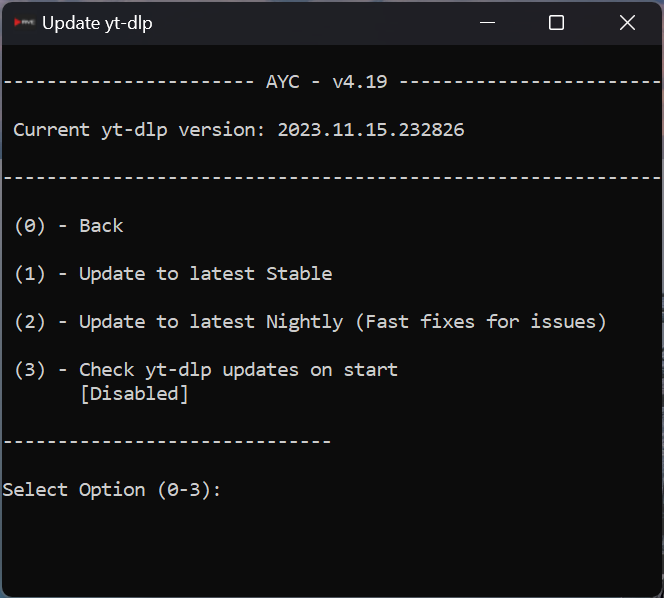 Update yt-dlp
----------------------- AYC - v4.19 ------------------------
Current yt-dlp version: 2023.11.15.232826
------------------------------------------------------------
(0) - Back
(1) - Update to latest Stable
(2) - Update to latest Nightly (Fast fixes for issues)
(3) - Check yt-dlp updates on start
[Disabled]
------------------------------
Select Option (0-3):